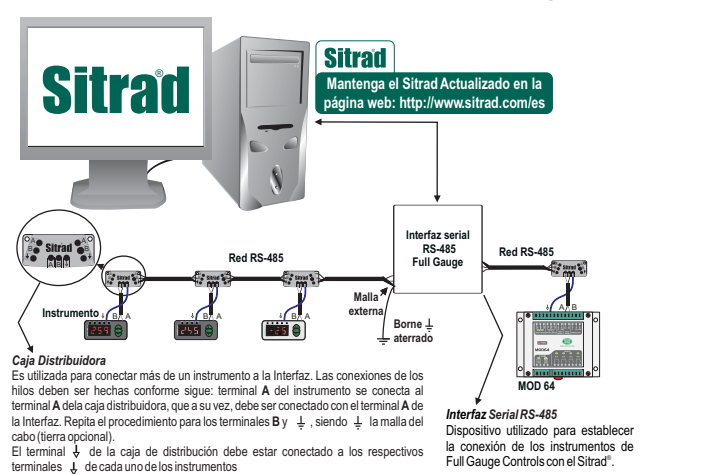 Sitrad®
Sitrad
Mantenga el Sitrad Actualizado en la
página web: http://www.sitrad.com/es
A
B
Sitrad
A
B
A B
Red RS-485
Interfaz serial
RS-485
Full Gauge
Red RS-485
Sitrad
Sitrad
Sitrad
Sitrad
Instrumento
B A
B A
B A
A B
Malla
externa
Borne ⏚
aterrado
MOD 64
Caja Distribuidora
Es utilizada para conectar más de un instrumento a la Interfaz. Las conexiones de los
hilos deben ser hechas conforme sigue: terminal A del instrumento se conecta al
terminal A dela caja distribuidora, que a su vez, debe ser conectado con el terminal A de
la Interfaz. Repita el procedimiento para los terminales B y ⏚ , siendo ⏚ la malla del
cabo (tierra opcional).
El terminal ⏚ de la caja de distribución debe estar conectado a los respectivos
terminales ⏚ de cada uno de los instrumentos
Interfaz Serial RS-485
Dispositivo utilizado para establecer
la conexión de los instrumentos de
Full Gauge Controls con el Sitrad®.